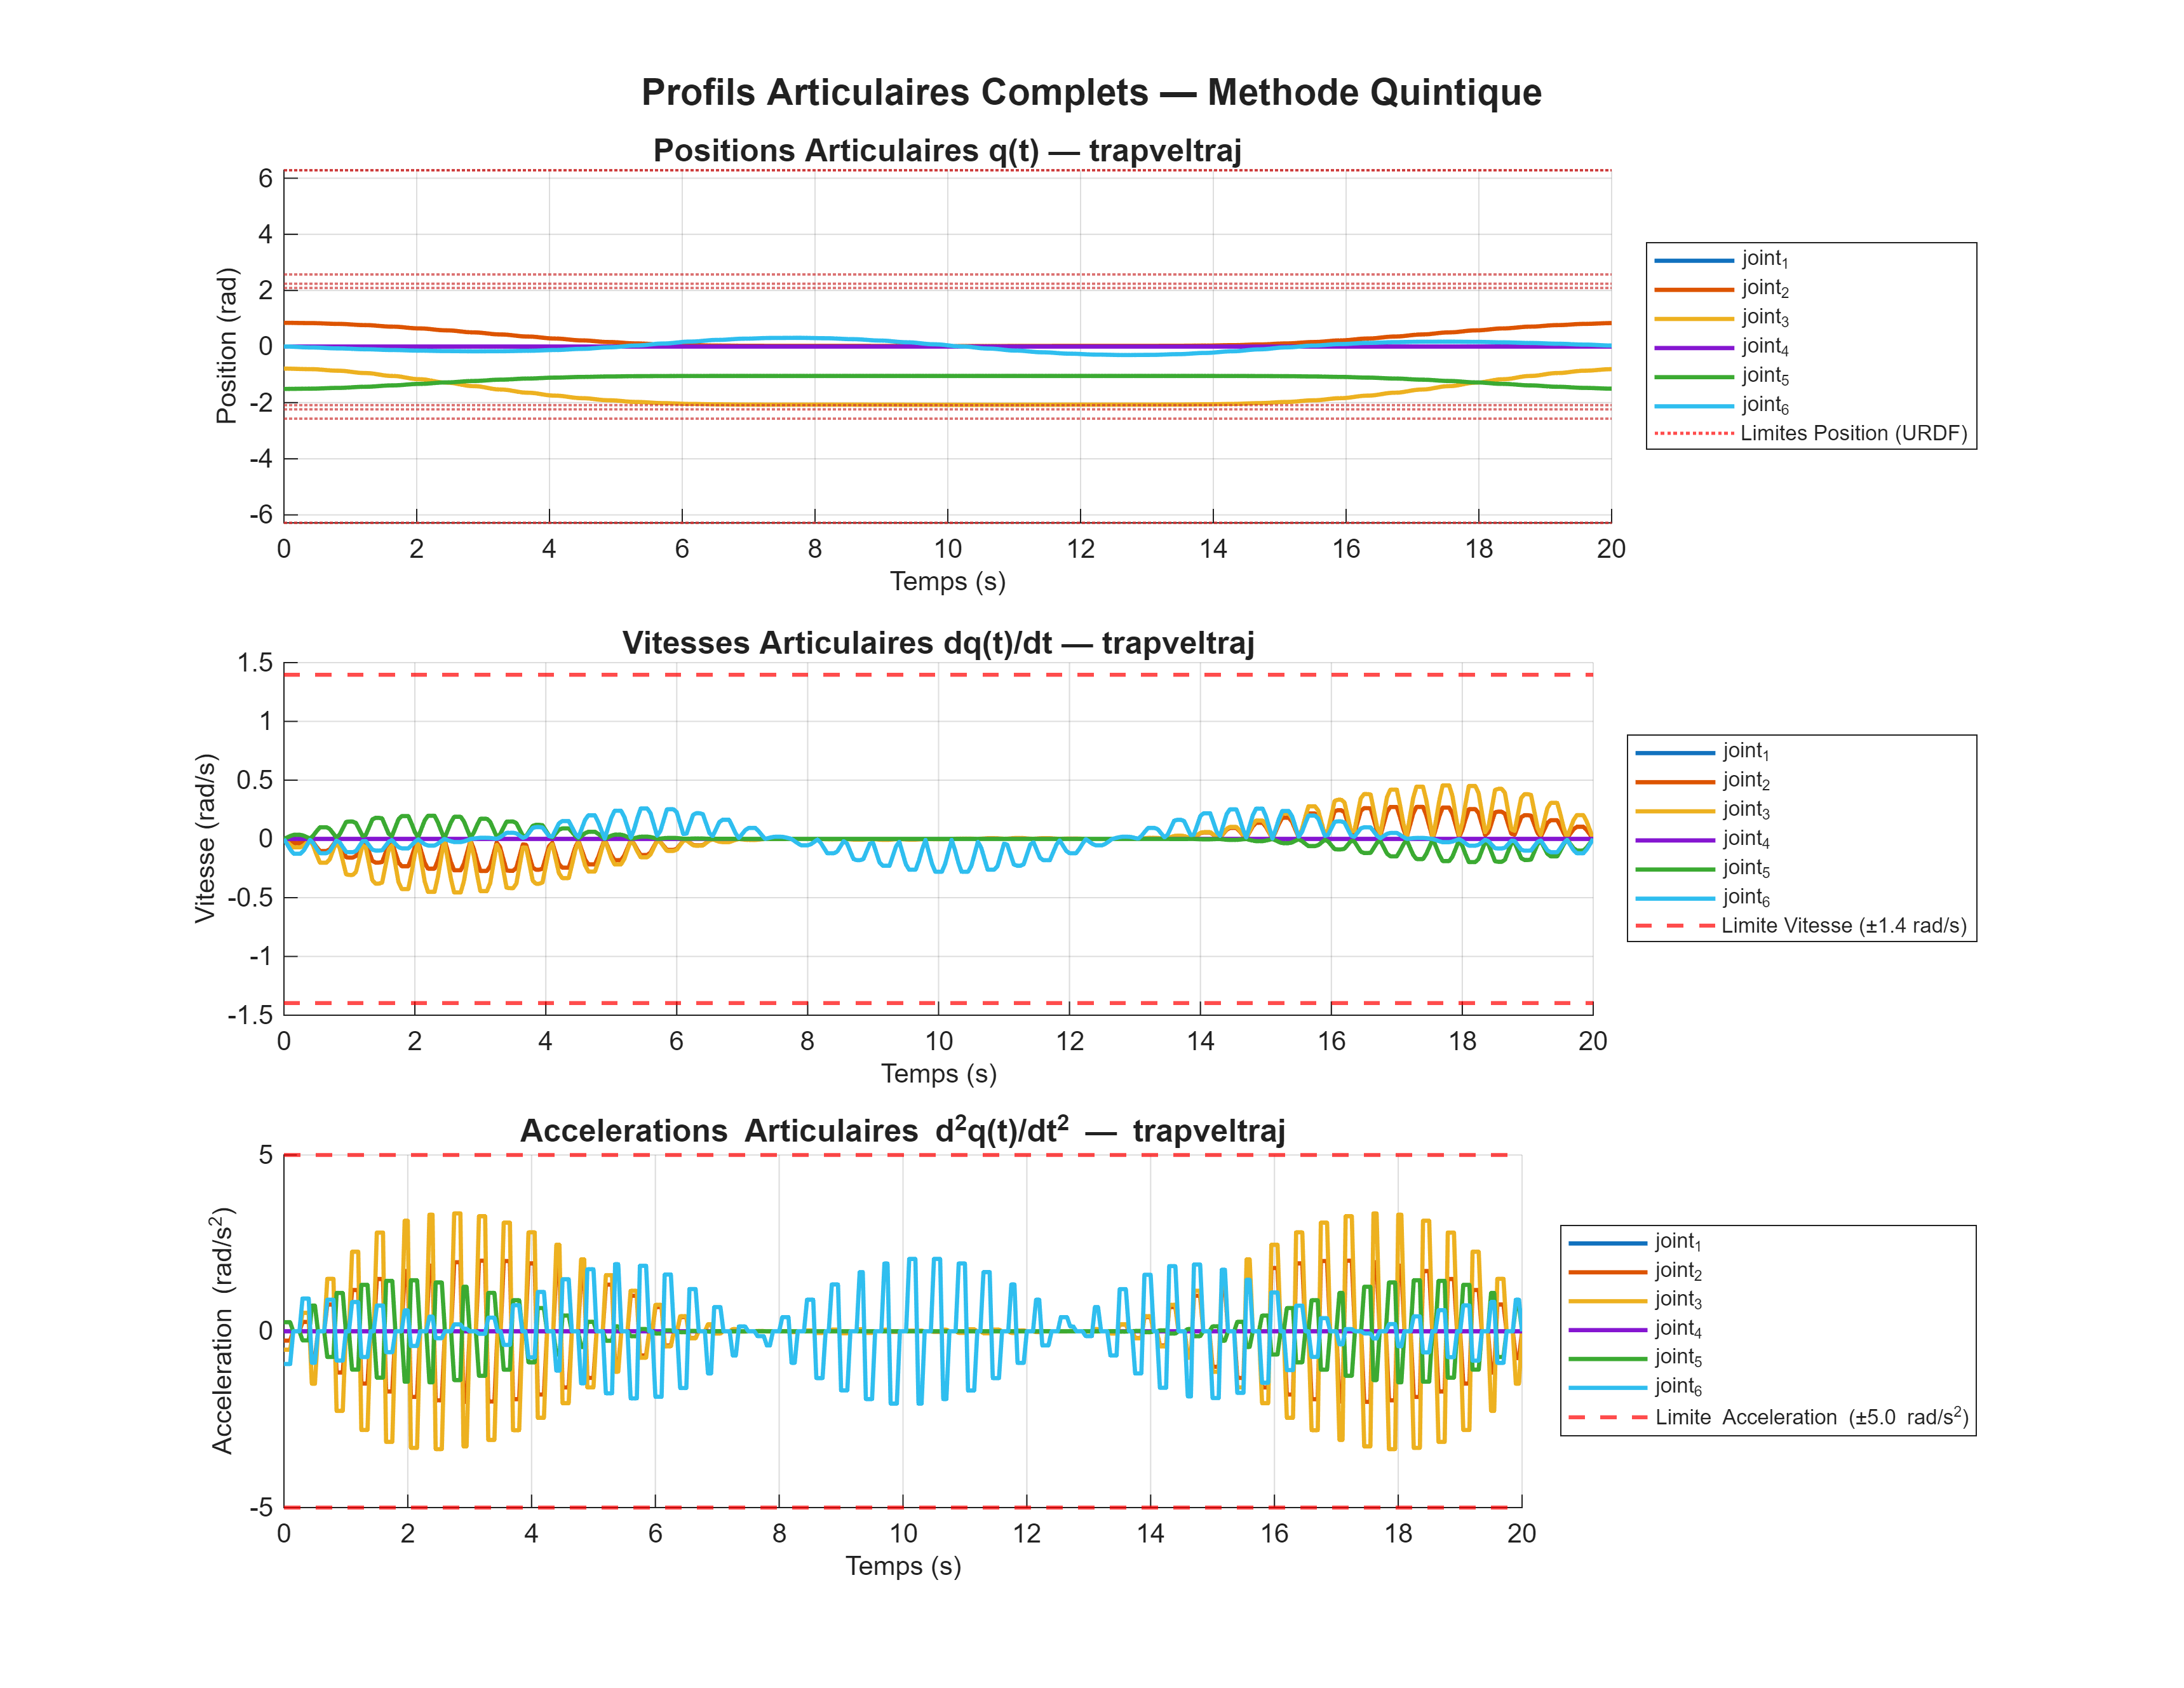 Profils Articulaires Complets — Methode Quintique
Positions Articulaires q(t) — trapveltraj
6
4
2
0
-2
-4
-6
Position (rad)
0 2 4 6 8 10 12 14 16 18 20
Temps (s)
joint₁
joint₂
joint₃
joint₄
joint₅
joint₆
Limites Position (URDF)
Vitesses Articulaires dq(t)/dt — trapveltraj
1.5
1
0.5
0
-0.5
-1
-1.5
Vitesse (rad/s)
0 2 4 6 8 10 12 14 16 18 20
Temps (s)
joint₁
joint₂
joint₃
joint₄
joint₅
joint₆
Limite Vitesse (±1.4 rad/s)
Accelerations Articulaires d²q(t)/dt² — trapveltraj
5
0
-5
Acceleration (rad/s²)
0 2 4 6 8 10 12 14 16 18 20
Temps (s)
joint₁
joint₂
joint₃
joint₄
joint₅
joint₆
Limite Acceleration (±5.0 rad/s²)